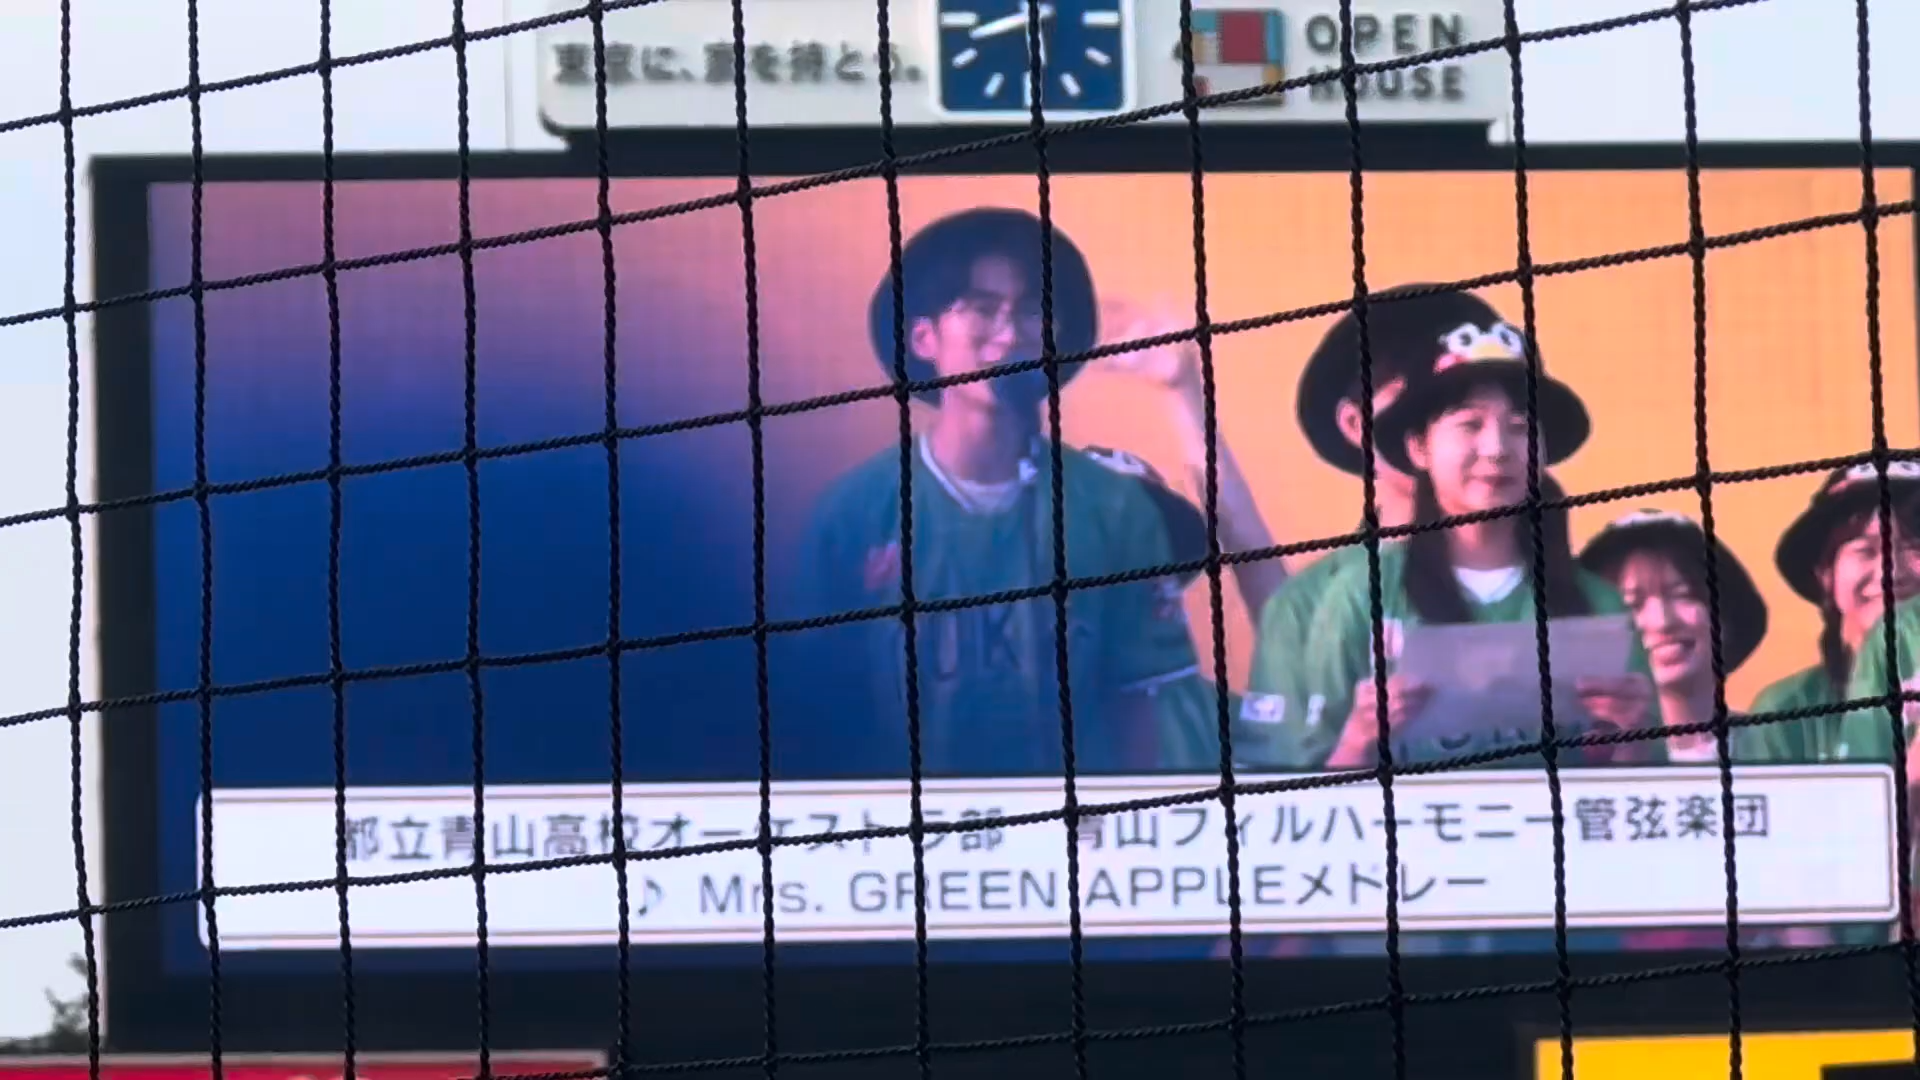 東京に、家を持とう。
OPEN
HOUSE
都立青山高校オーケストラ部 青山フィルハーモニー管弦楽団
♪ Mrs. GREEN APPLEメドレー